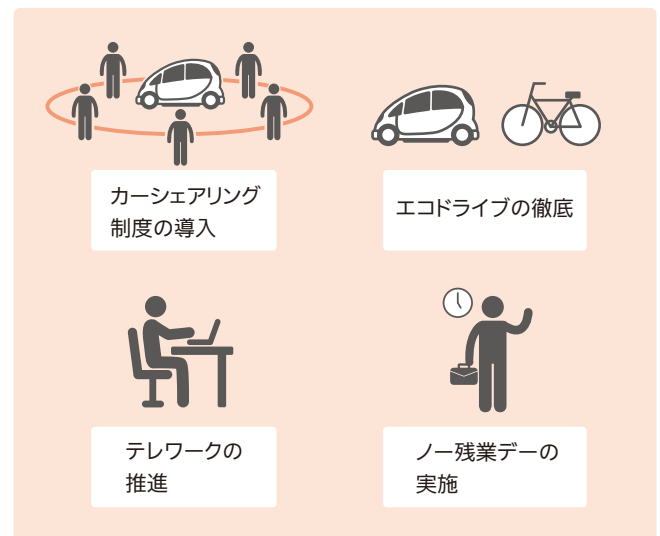 カーシェアリング
制度の導入
エコドライブの徹底
テレワークの
推進
ノー残業デーの
実施